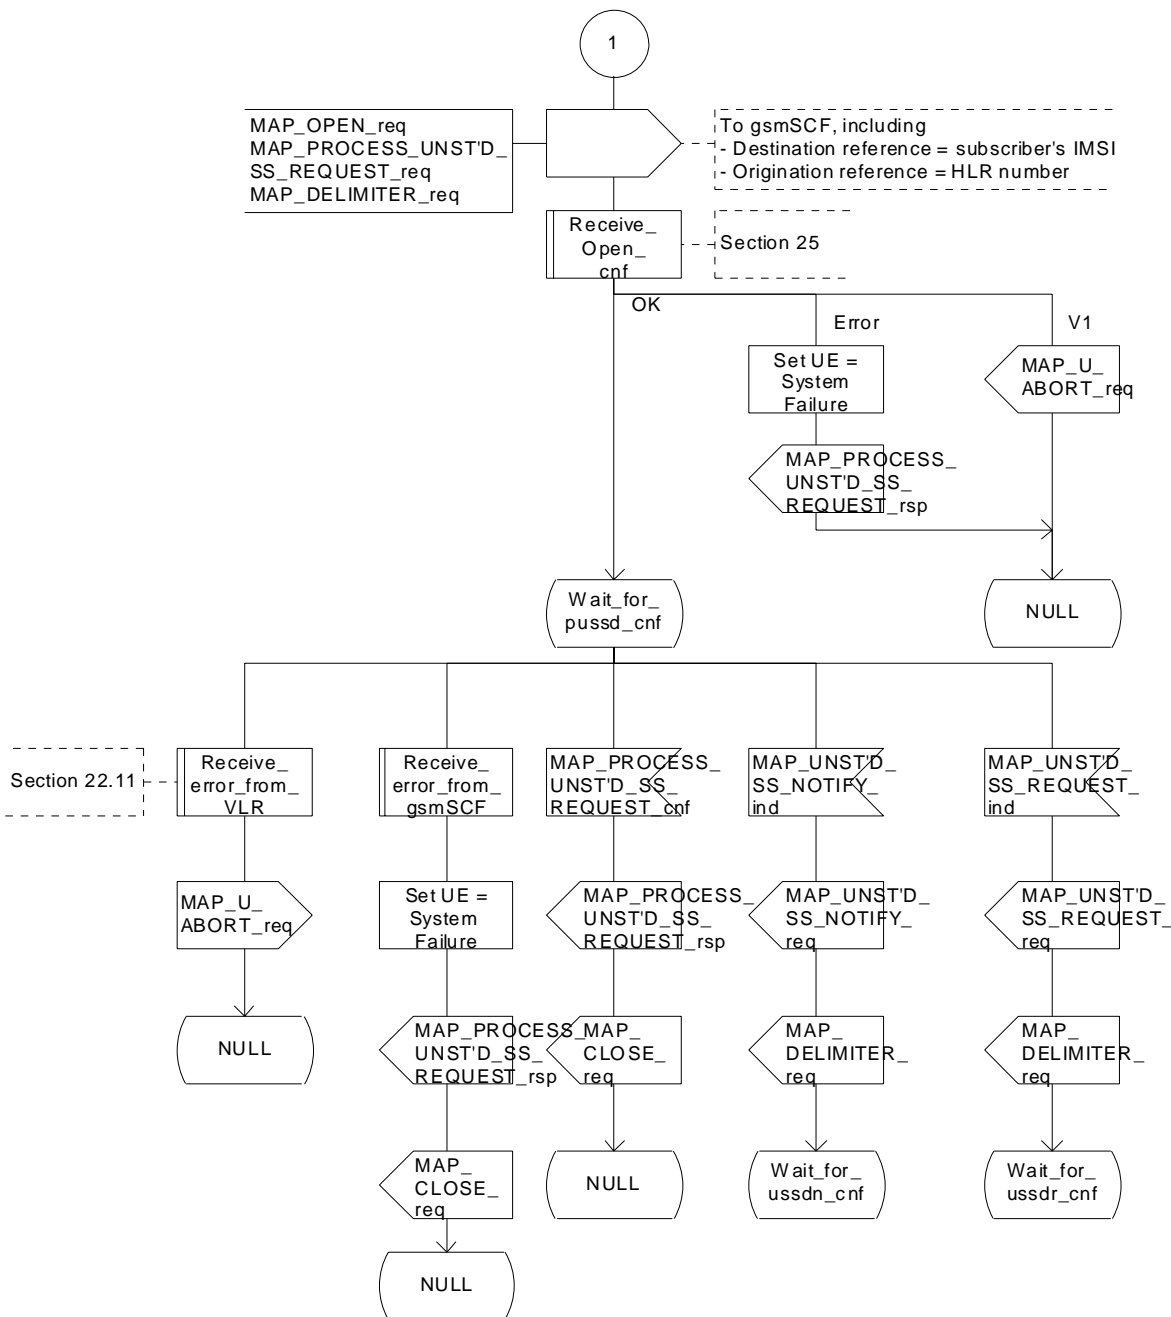 1
MAP_OPEN_req
MAP_PROCESS_UNST'D_
SS_REQUEST_req
MAP_DELIMITER_req
To gsmSCF, including
- Destination reference = subscriber's IMSI
- Origination reference = HLR number
Receive_
Open_
cnf
Section 25
OK
Error
V1
Set UE =
System
Failure
MAP_U_
ABORT_req
MAP_PROCESS_
UNST'D_SS_
REQUEST_rsp
Wait_for_
pussd_cnf
NULL
Section 22.11
Receive_
error_from_
VLR
Receive_
error_from_
gsmSCF
MAP_PROCESS_
UNST'D_SS_
REQUEST_cnf
MAP_UNST'D_
SS_NOTIFY_
ind
MAP_UNST'D_
SS_REQUEST_
ind
MAP_U_
ABORT_req
Set UE =
System
Failure
MAP_PROCESS_
UNST'D_SS_
REQUEST_rsp
MAP_UNST'D_
SS_NOTIFY_
req
MAP_UNST'D_
SS_REQUEST_
req
NULL
MAP_PROCESS_
UNST'D_SS_
REQUEST_rsp
MAP_
CLOSE_
req
MAP_
DELIMITER_
req
MAP_
DELIMITER_
req
MAP_
CLOSE_
req
NULL
Wait_for_
ussdn_cnf
Wait_for_
ussdr_cnf
NULL